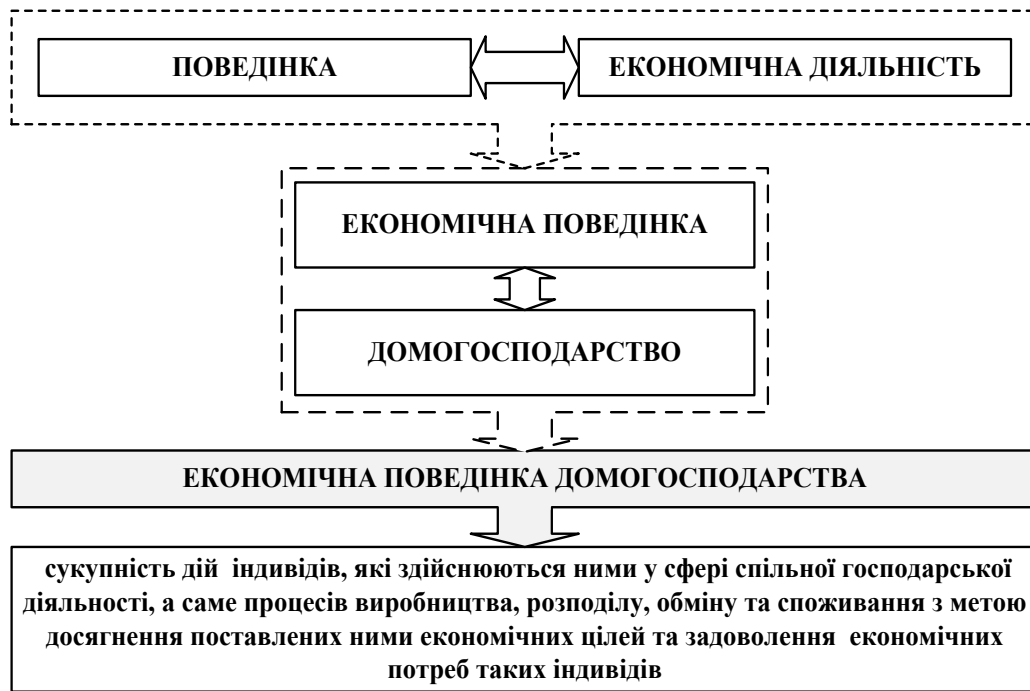 ПОВЕДІНКА
ЕКОНОМІЧНА ДІЯЛЬНІСТЬ
ЕКОНОМІЧНА ПОВЕДІНКА
ДОМОГОСПОДАРСТВО
ЕКОНОМІЧНА ПОВЕДІНКА ДОМОГОСПОДАРСТВА
сукупність дій індивідів, які здійснюються ними у сфері спільної господарської
діяльності, а саме процесів виробництва, розподілу, обміну та споживання з метою
досягнення поставлених ними економічних цілей та задоволення економічних
потреб таких індивідів